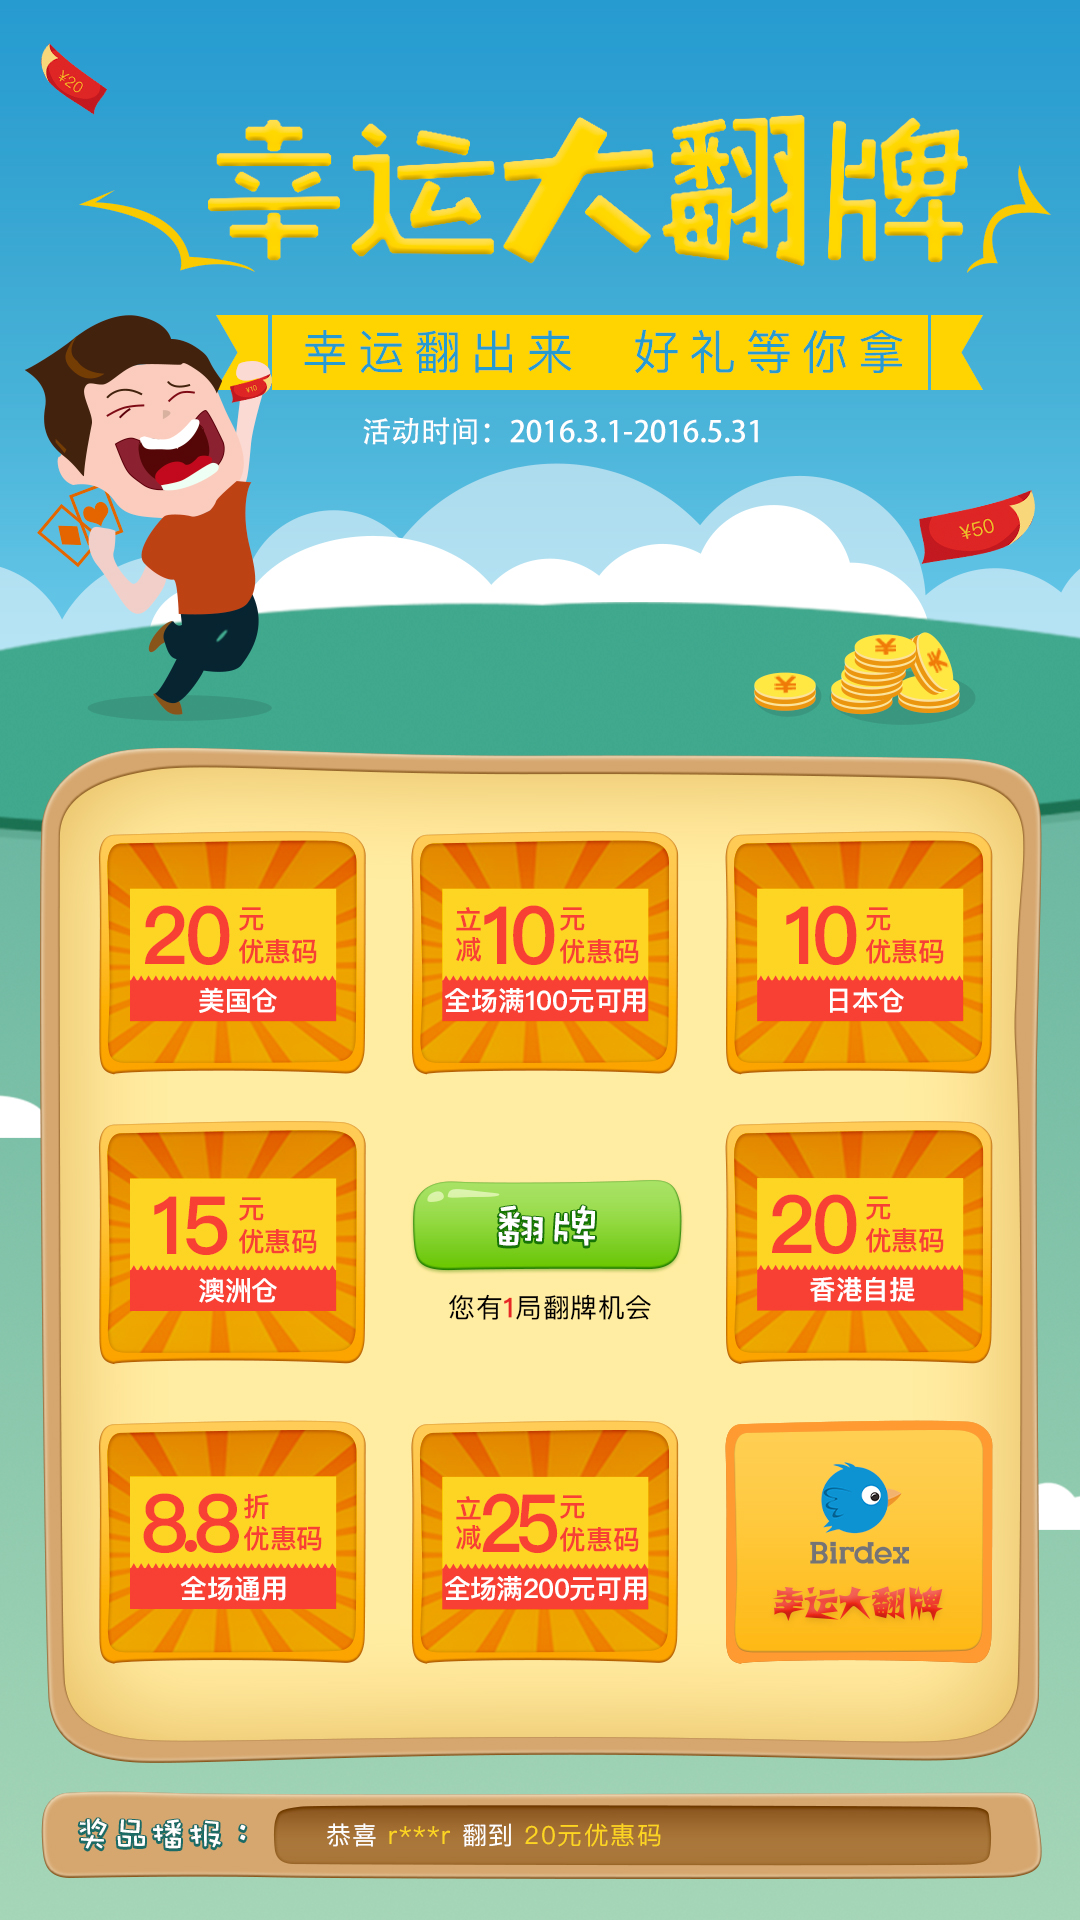 ¥20
幸运大翻牌
幸运翻出来 好礼等你拿
¥10
活动时间：2016.3.1-2016.5.31
¥50
¥
¥
¥
20元
优惠码
美国仓
立减10元
优惠码
全场满100元可用
10元
优惠码
日本仓
15元
优惠码
澳洲仓
翻牌
您有1局翻牌机会
20元
优惠码
香港自提
8.8折
优惠码
全场通用
立减25元
优惠码
全场满200元可用
Birdex
幸运大翻牌
奖品播报：
恭喜 r***r 翻到 20元优惠码